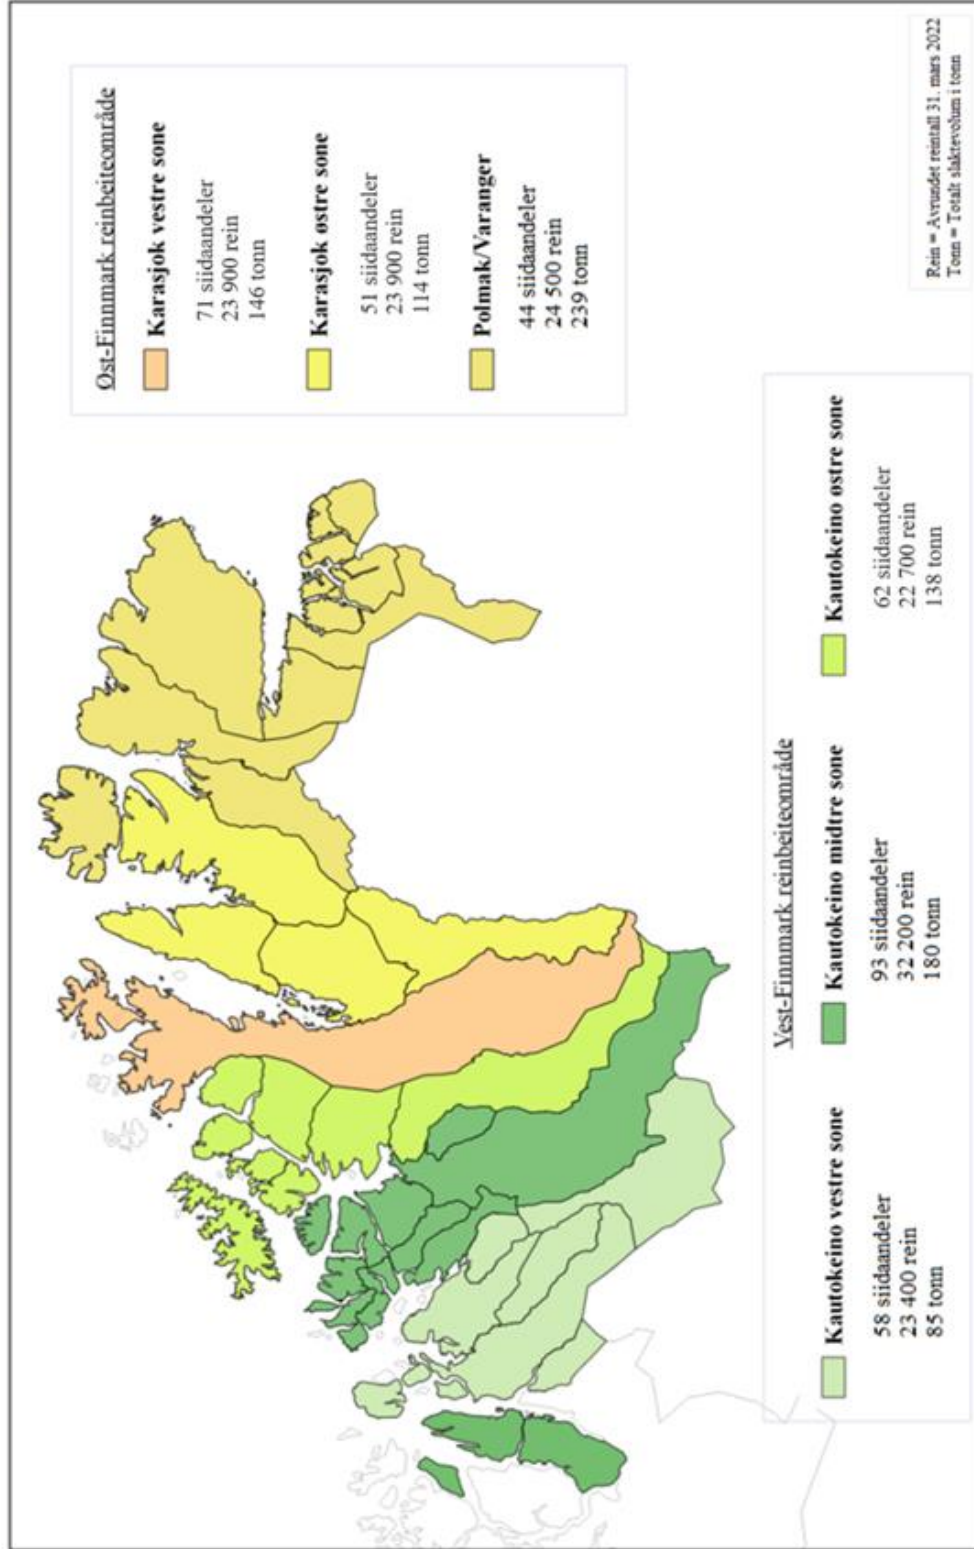 Øst-Finnmark reinbeiteområde
Karasjok vestre sone
71 siidaandeler
23 900 rein
146 tonn
Karasjok østre sone
51 siidaandeler
23 900 rein
114 tonn
Polmak/Varanger
44 siidaandeler
24 500 rein
239 tonn
Vest-Finnmark reinbeiteområde
Kautokeino vestre sone
58 siidaandeler
23 400 rein
85 tonn
Kautokeino midtre sone
93 siidaandeler
32 200 rein
180 tonn
Kautokeino østre sone
62 siidaandeler
22 700 rein
138 tonn
Rein = Avrundet reintall 31. mars 2022
Tonn = Totalt slaktevolum i tonn